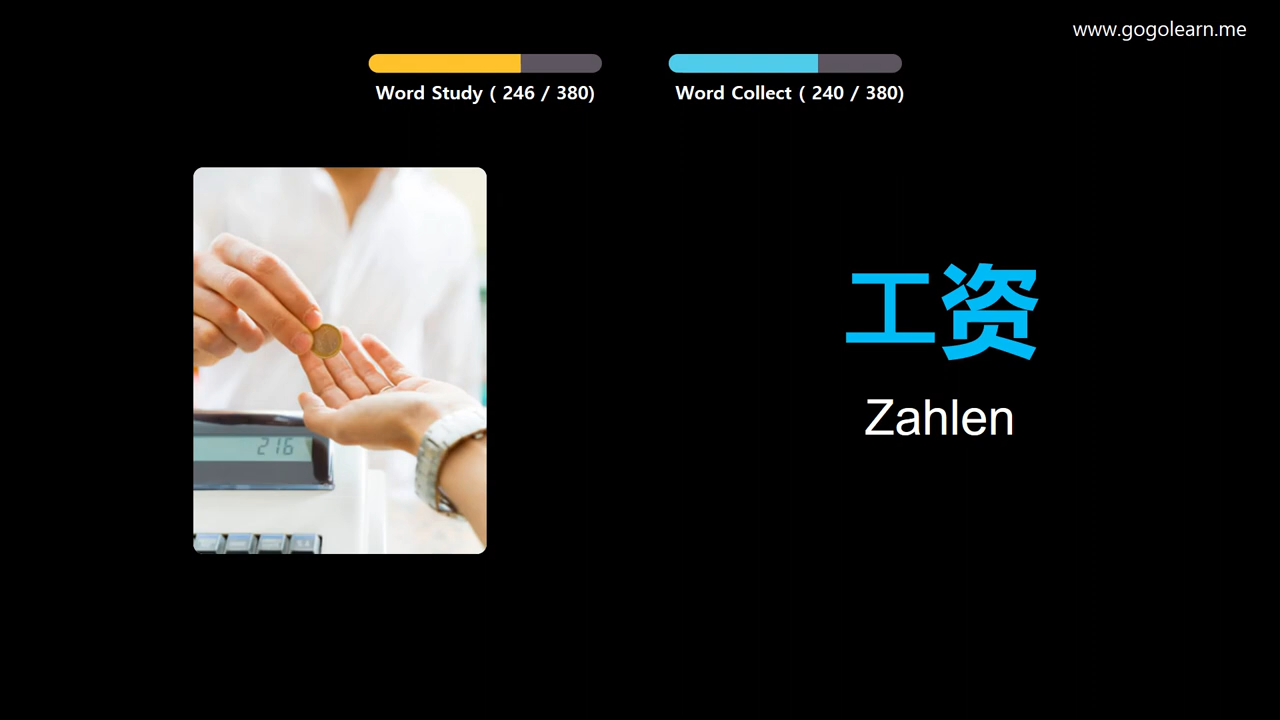 www.gogolearn.me
Word Study ( 246 / 380)
Word Collect ( 240 / 380)
工资
Zahlen
216